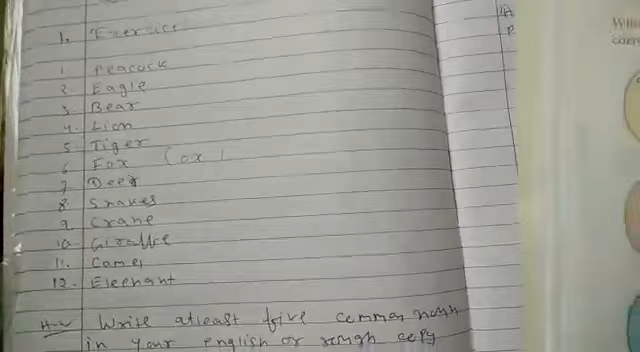 1. Exercise
1. Peacock
2. Eagle
3. Bear
4. Lion
5. Tiger
6 Fox (ox)
7 Deer
8 Snakes
9 Crane
10 Giraffe
11. Camel
12. Elephant
H.W Write atleast five common noun
in your english or rough copy